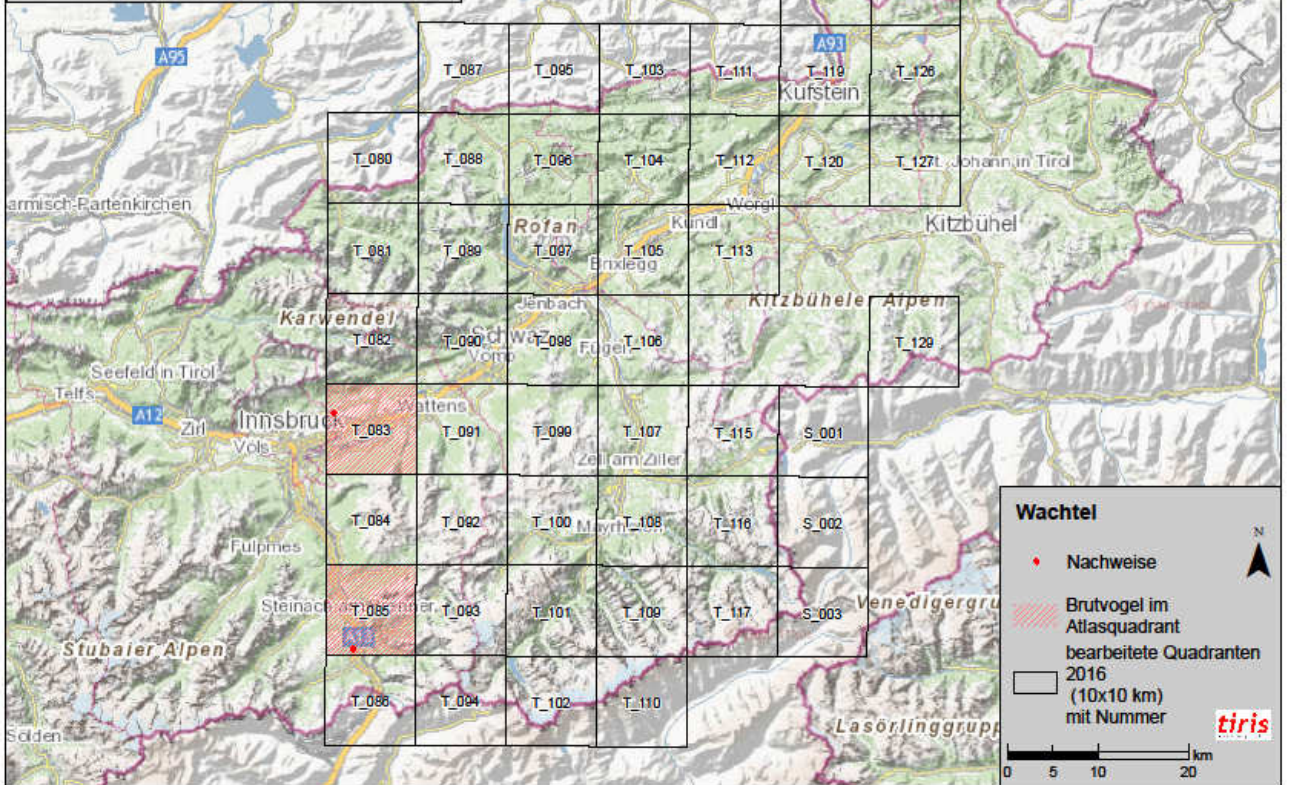 A95
A93
T_087
T_095
T_103
T_111
T_119
T_126
Kufstein
T_080
T_088
T_096
T_104
T_112
T_120
T_127
t. Johann in Tirol
armisch-Partenkirchen
Wörgl
Kundl
Kitzbühel
Rofan
T_081
T_089
T_097
T_105
T_113
Brixlegg
Jenbach
Kitzbüheler Alpen
Karwendel
Schwaz
T_082
T_090
T_098
T_106
T_129
Vomp
Fügen
Seefeld in Tirol
Telfs
A12
Zirl
Innsbruck
Wattens
T_083
T_091
T_099
T_107
T_115
S_001
Völs
Zell am Ziller
T_084
T_092
T_100
Mayrhofen
T_108
T_116
S_002
Fulpmes
Steinach am Brenner
T_085
T_093
T_101
T_109
T_117
S_003
Venedigergru
A13
Stubaier Alpen
T_086
T_094
T_102
T_110
Sölden
Lasörlinggrupp
Wachtel
N
Nachweise
Brutvogel im
Atlasquadrant
bearbeitete Quadranten
2016
(10x10 km)
mit Nummer
tiris
km
0 5 10 20